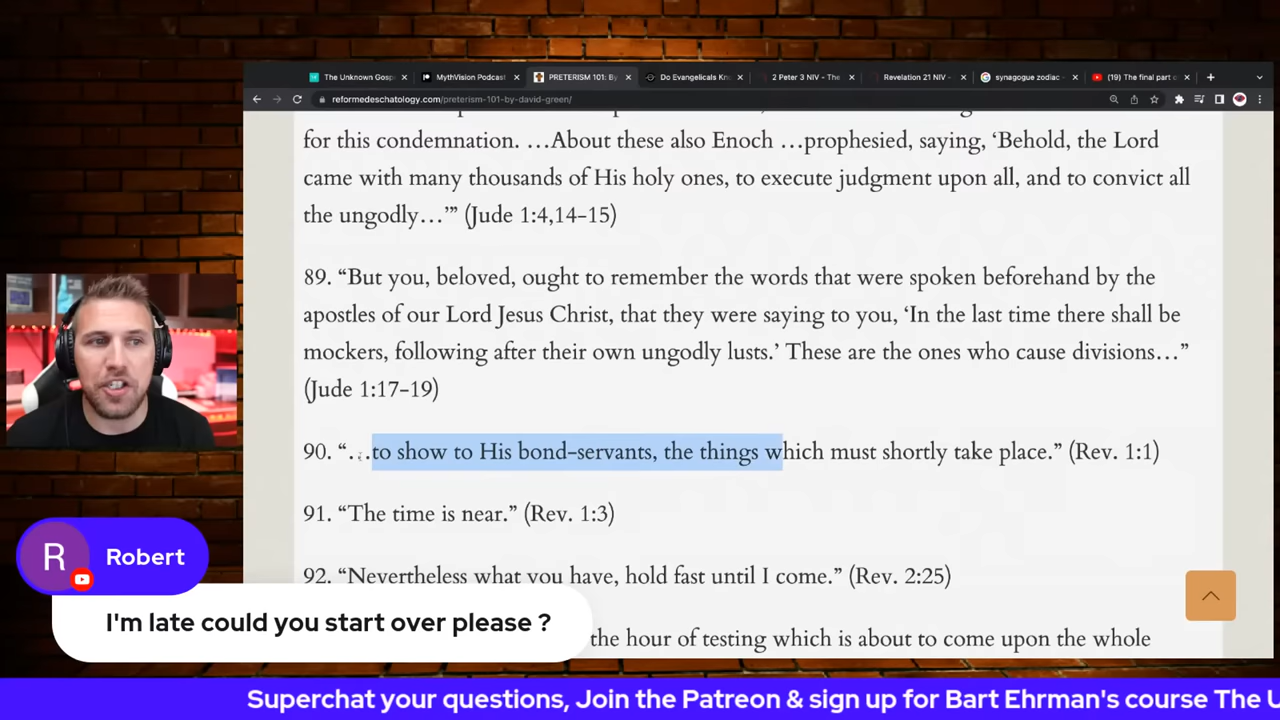 The Unknown Gosp
MythVision Podcast
PRETERISM 101: By
Do Evangelicals Kn
2 Peter 3 NIV - The
Revelation 21 NIV -
synagogue zodiac -
(19) The final part o
reformedeschatology.com/preterism-101-by-david-green/
for this condemnation. …About these also Enoch …prophesied, saying, ‘Behold, the Lord
came with many thousands of His holy ones, to execute judgment upon all, and to convict all
the ungodly…’” (Jude 1:4,14-15)
89. “But you, beloved, ought to remember the words that were spoken beforehand by the
apostles of our Lord Jesus Christ, that they were saying to you, ‘In the last time there shall be
mockers, following after their own ungodly lusts.’ These are the ones who cause divisions…”
(Jude 1:17-19)
90. “…to show to His bond-servants, the things which must shortly take place.” (Rev. 1:1)
91. “The time is near.” (Rev. 1:3)
92. “Nevertheless what you have, hold fast until I come.” (Rev. 2:25)
the hour of testing which is about to come upon the whole
R
Robert
I'm late could you start over please ?
Superchat your questions, Join the Patreon & sign up for Bart Ehrman's course The U